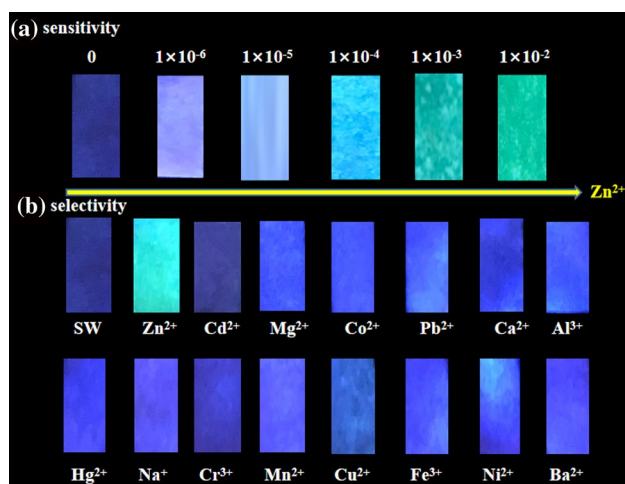 (a) sensitivity
0 1×10⁻⁶ 1×10⁻⁵ 1×10⁻⁴ 1×10⁻³ 1×10⁻²
Zn²⁺
(b) selectivity
SW Zn²⁺ Cd²⁺ Mg²⁺ Co²⁺ Pb²⁺ Ca²⁺ Al³⁺
Hg²⁺ Na⁺ Cr³⁺ Mn²⁺ Cu²⁺ Fe³⁺ Ni²⁺ Ba²⁺